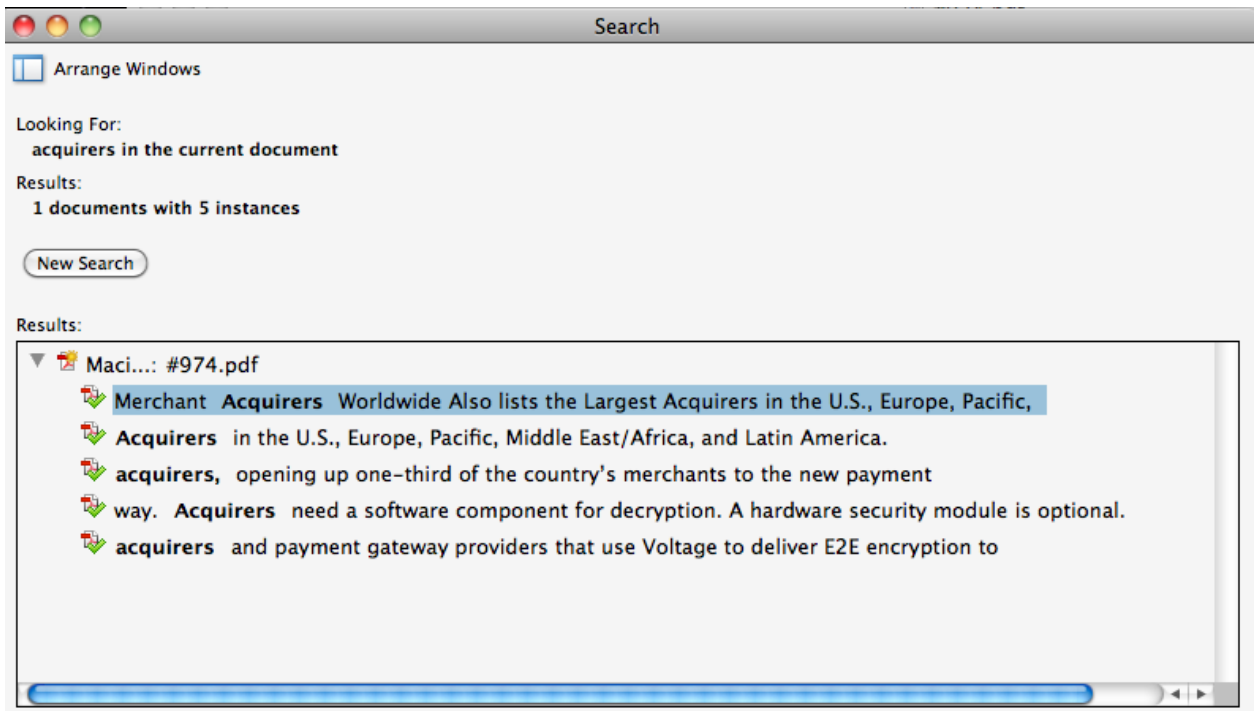 Search
Arrange Windows
Looking For:
acquirers in the current document
Results:
1 documents with 5 instances
New Search
Results:
Maci...: #974.pdf
Merchant Acquirers Worldwide Also lists the Largest Acquirers in the U.S., Europe, Pacific,
Acquirers in the U.S., Europe, Pacific, Middle East/Africa, and Latin America.
acquirers, opening up one-third of the country's merchants to the new payment
way. Acquirers need a software component for decryption. A hardware security module is optional.
acquirers and payment gateway providers that use Voltage to deliver E2E encryption to